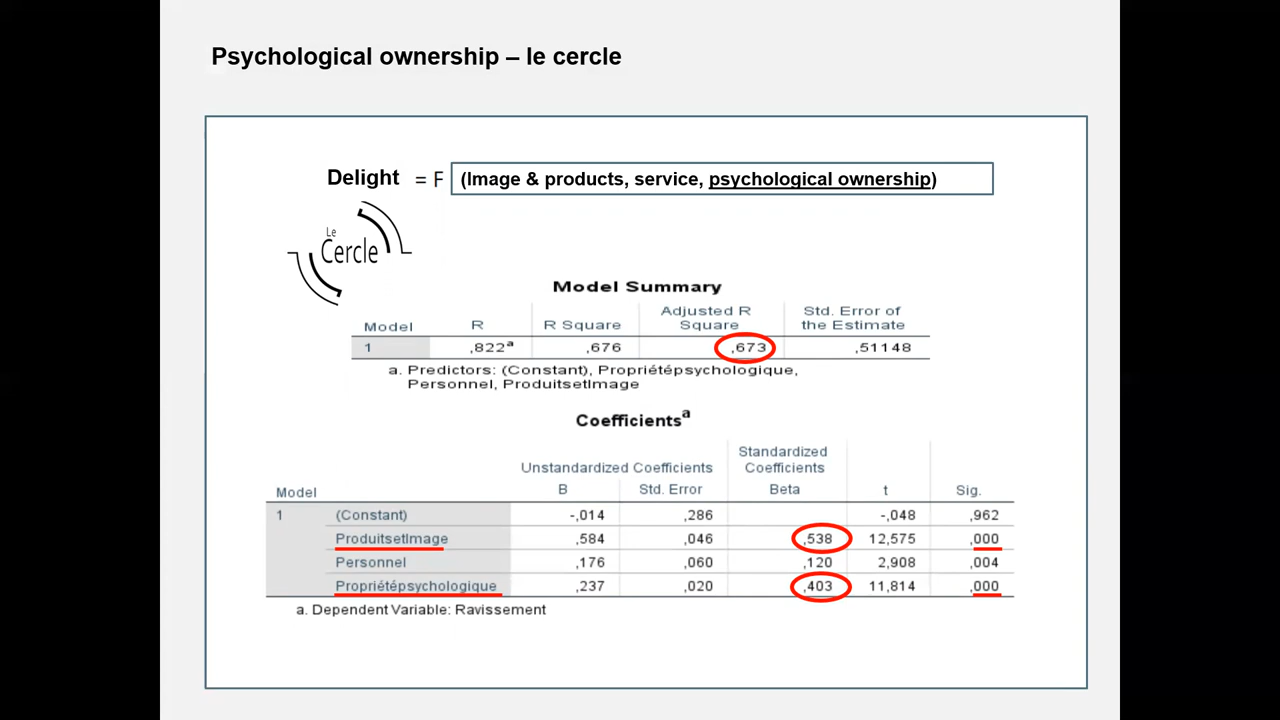 Psychological ownership – le cercle
Delight = F (Image & products, service, psychological ownership)
Le
Cercle
Model Summary
Model R R Square Adjusted R Square Std. Error of the Estimate
1 ,822a ,676 ,673 ,51148
a. Predictors: (Constant), Propriétépsychologique,
Personnel, ProduitsetImage
Coefficientsa
Unstandardized Coefficients Standardized Coefficients
Model B Std. Error Beta t Sig.
1 (Constant) -,014 ,286 -,048 ,962
ProduitsetImage ,584 ,046 ,538 12,575 ,000
Personnel ,176 ,060 ,120 2,908 ,004
Propriétépsychologique ,237 ,020 ,403 11,814 ,000
a. Dependent Variable: Ravissement